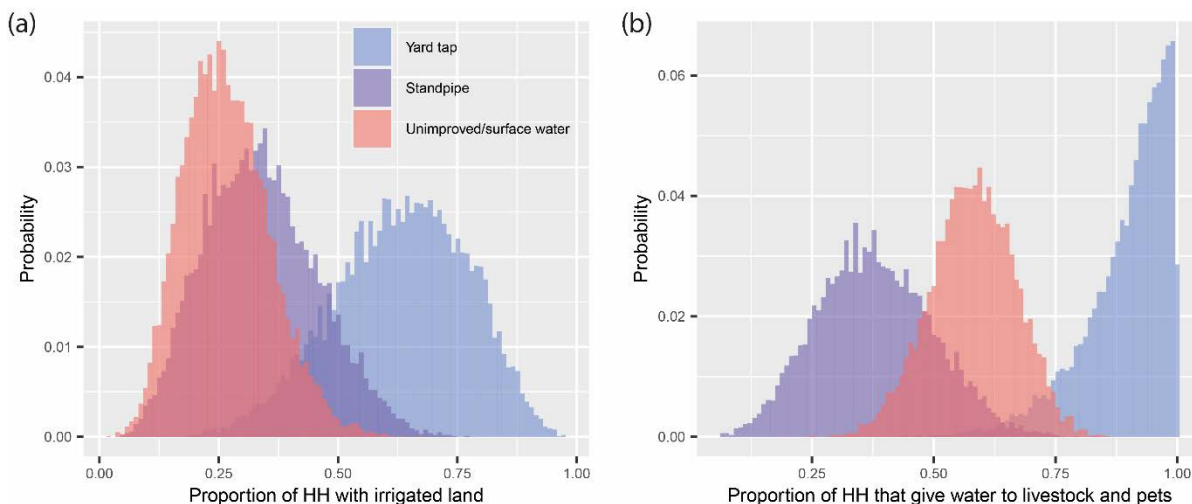 (a)
Yard tap
Standpipe
Unimproved/surface water
Probability
0.04
0.03
0.02
0.01
0.00
0.00
0.25
0.50
0.75
1.00
Proportion of HH with irrigated land
(b)
Probability
0.06
0.04
0.02
0.00
0.25
0.50
0.75
1.00
Proportion of HH that give water to livestock and pets